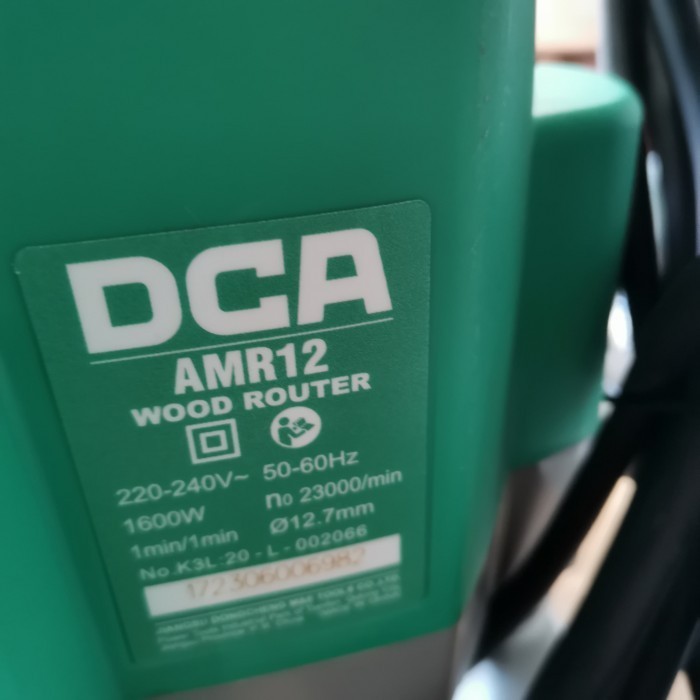 DCA
AMR12
WOOD ROUTER
220-240V~ 50-60Hz
1600W n0 23000/min
1min/1min Ø12.7mm
No.K3L:20-L-002066